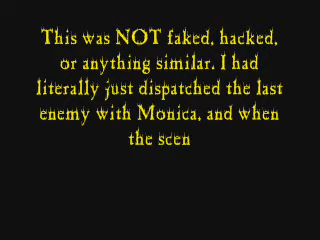 This was NOT faked, hacked,
or anything similar. I had
literally just dispatched the last
enemy with Monica, and when
the scen